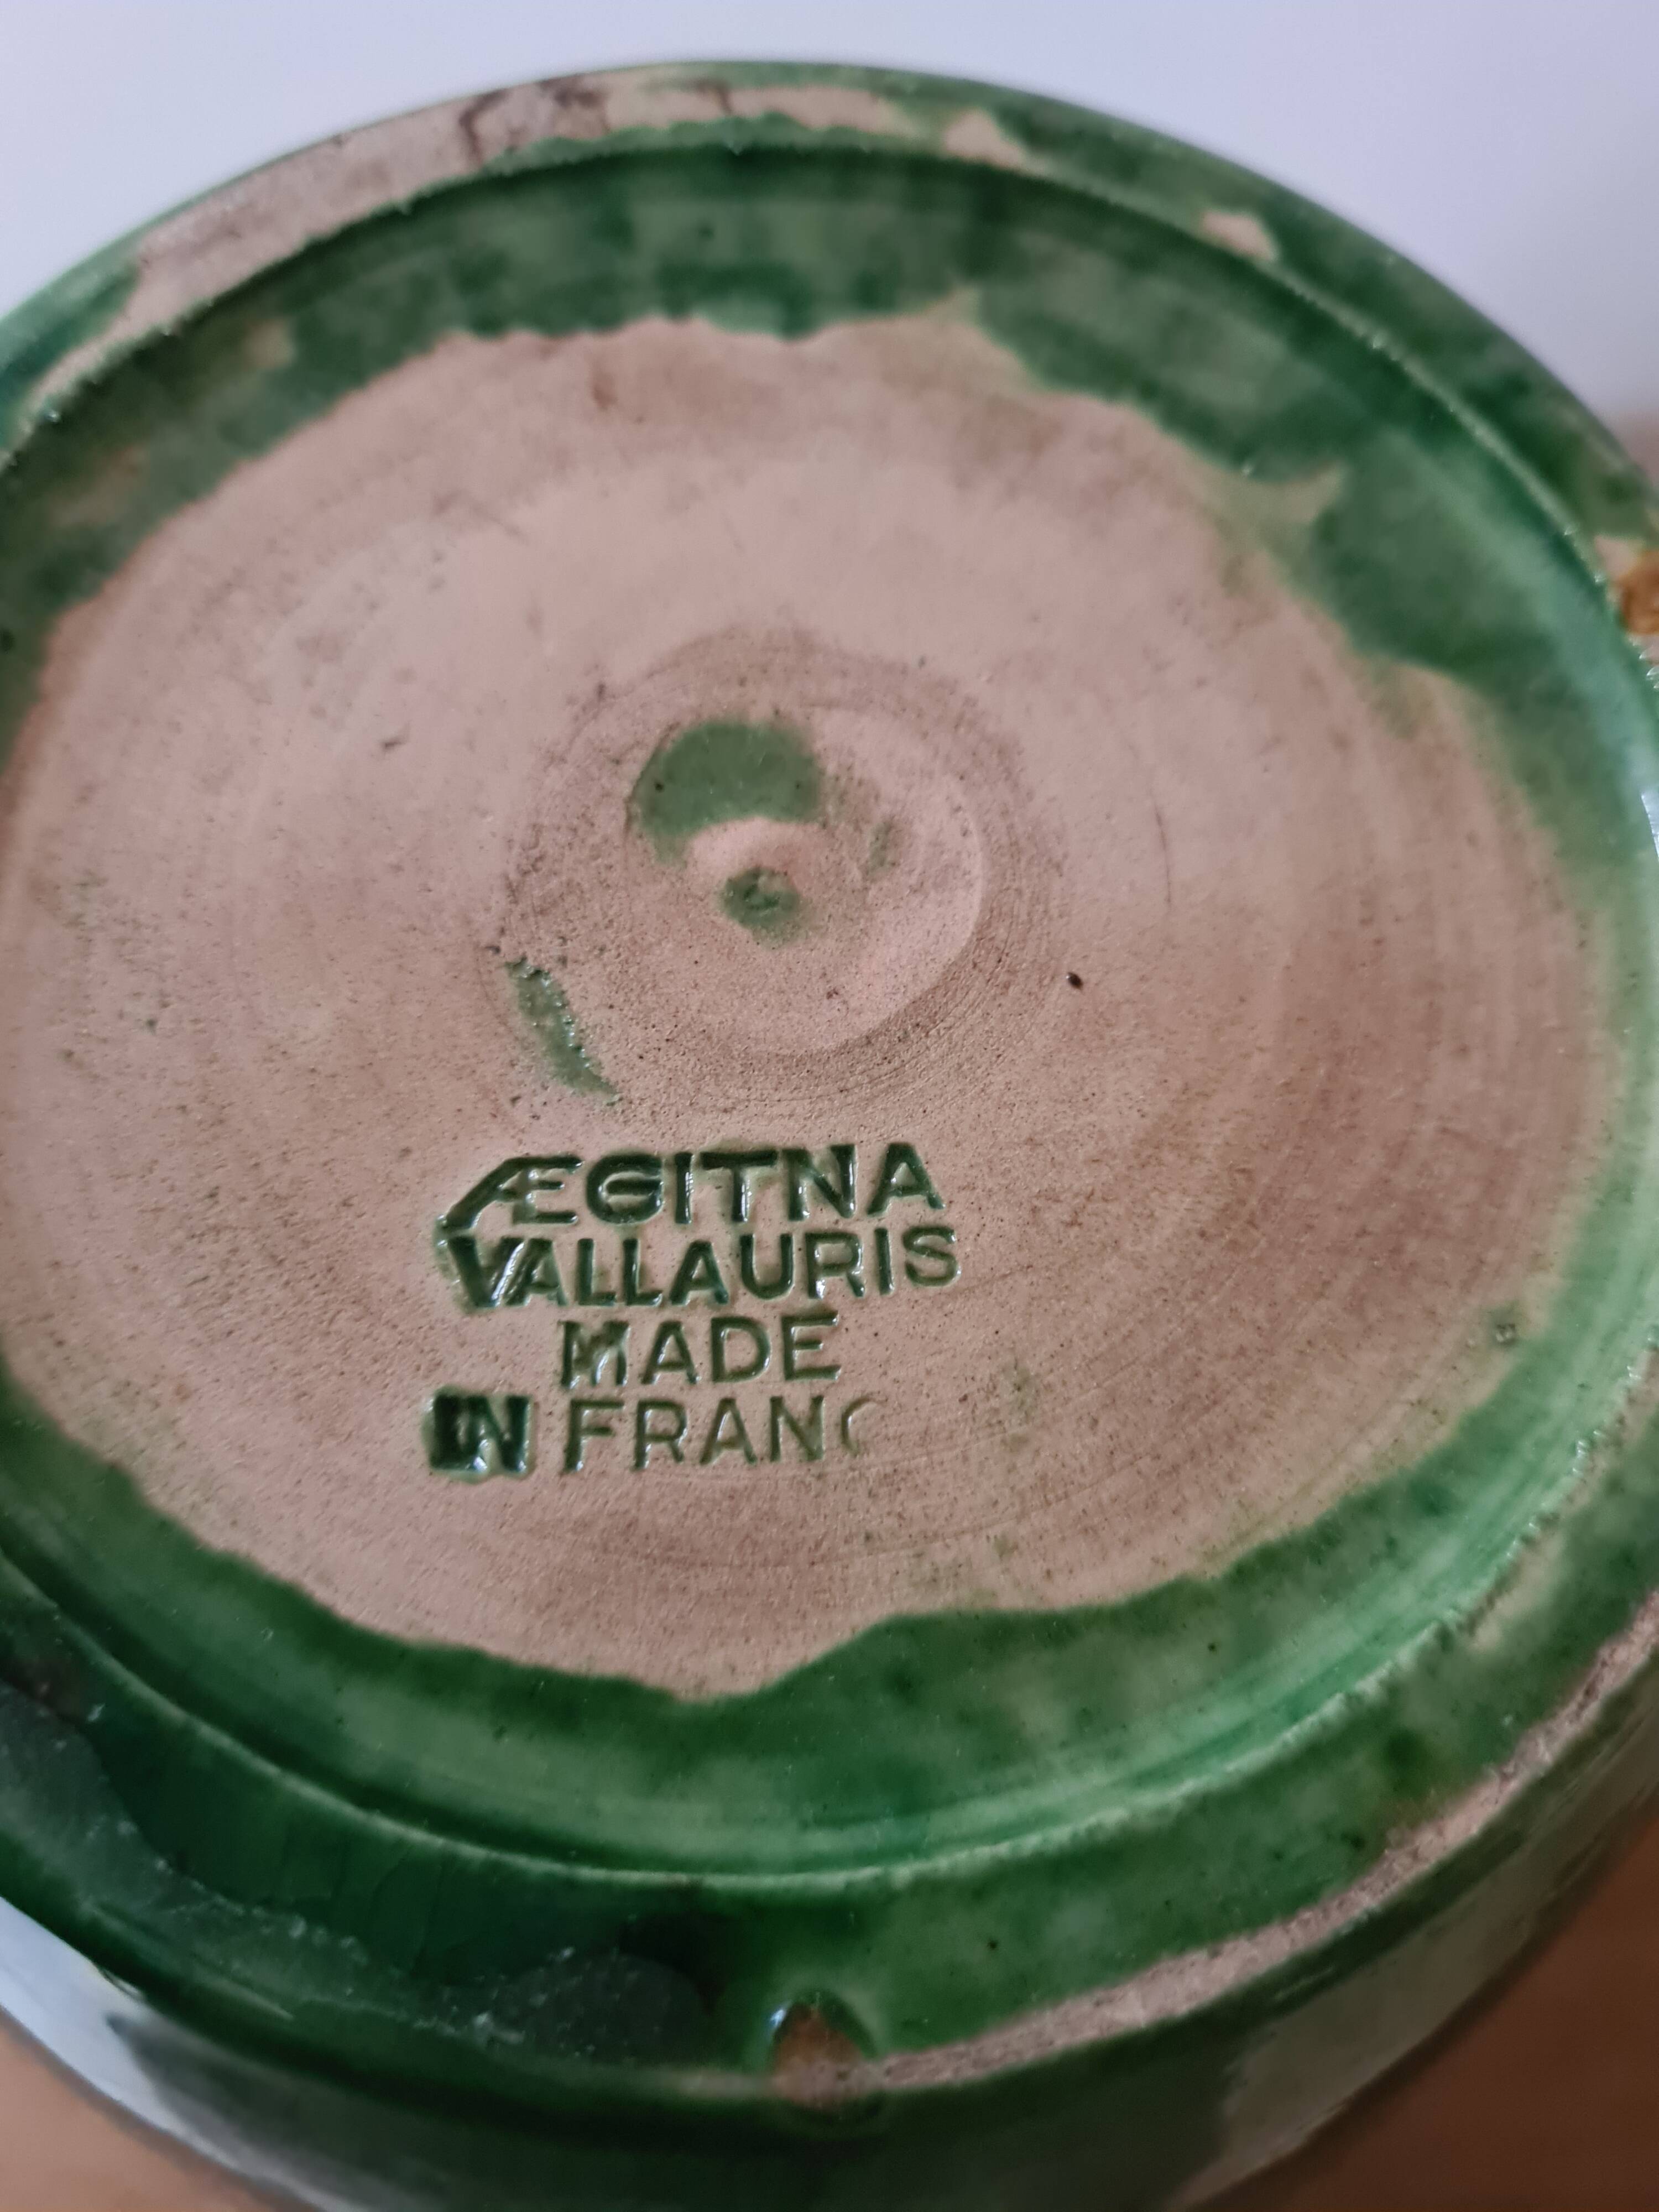 ÆGITNA
VALLAURIS
MADE
IN FRANC